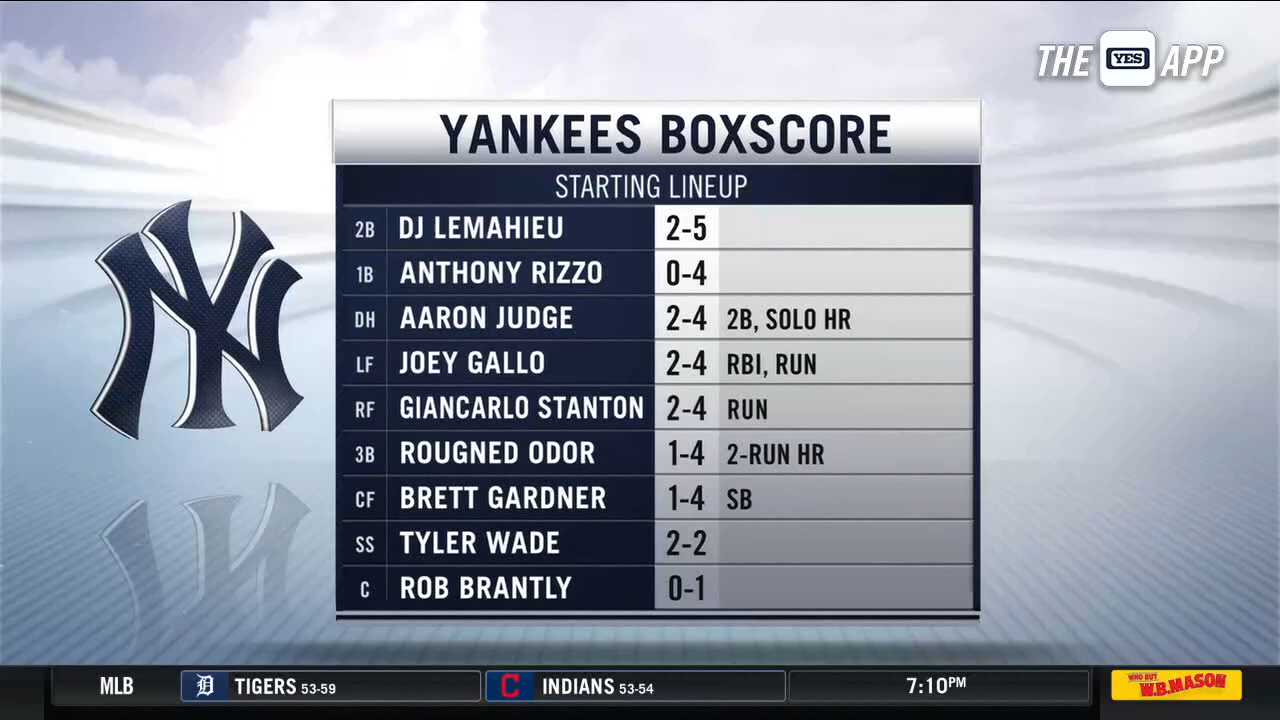 THE YES APP
YANKEES BOXSCORE
STARTING LINEUP
2B DJ LEMAHIEU 2-5
1B ANTHONY RIZZO 0-4
DH AARON JUDGE 2-4 2B, SOLO HR
LF JOEY GALLO 2-4 RBI, RUN
RF GIANCARLO STANTON 2-4 RUN
3B ROUGNED ODOR 1-4 2-RUN HR
CF BRETT GARDNER 1-4 SB
SS TYLER WADE 2-2
C ROB BRANTLY 0-1
NY
MLB D TIGERS 53-59 C INDIANS 53-54 7:10PM
WHO BUT
W.B. MASON